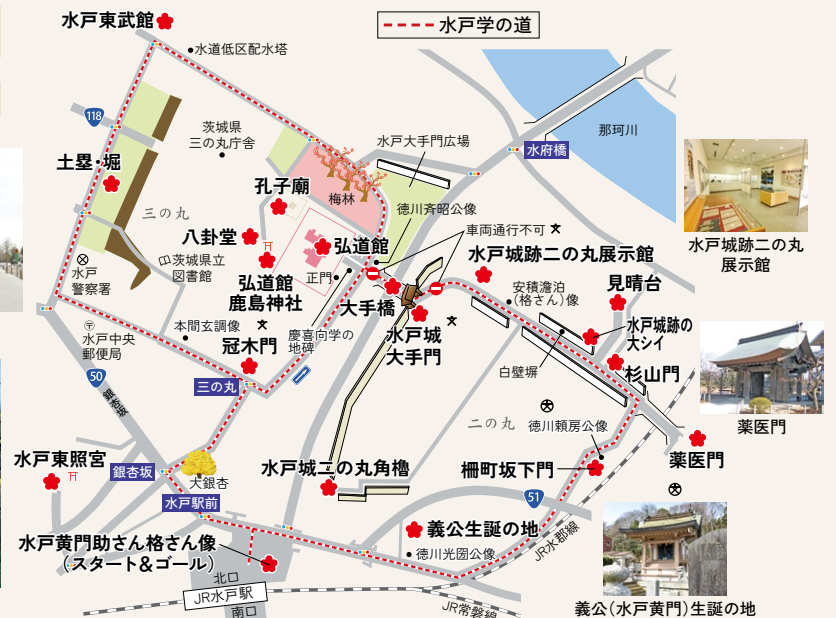 水戸学の道
水戸東武館
水道低区配水塔
118
茨城県
三の丸庁舎
水戸大手門広場
那珂川
水府橋
土塁・堀
孔子廟
梅林
徳川斉昭公像
三の丸
八卦堂
弘道館
車両通行不可
水戸城跡二の丸展示館
水戸城跡二の丸
展示館
茨城県立
図書館
正門
水戸
警察署
弘道館
鹿島神社
大手橋
安積澹泊
(格さん)像
見晴台
本間玄調像
慶喜向学の
地碑
水戸城
大手門
水戸城跡の
大シイ
水戸中央
郵便局
冠木門
白壁塀
杉山門
50
銀杏坂
三の丸
二の丸
徳川頼房公像
薬医門
薬医門
水戸東照宮
銀杏坂
大銀杏
水戸城二の丸角櫓
柵町坂下門
水戸駅前
51
義公生誕の地
JR水郡線
水戸黄門助さん格さん像
(スタート&ゴール)
徳川光圀公像
北口
JR水戸駅
南口
JR常磐線
義公(水戸黄門)生誕の地